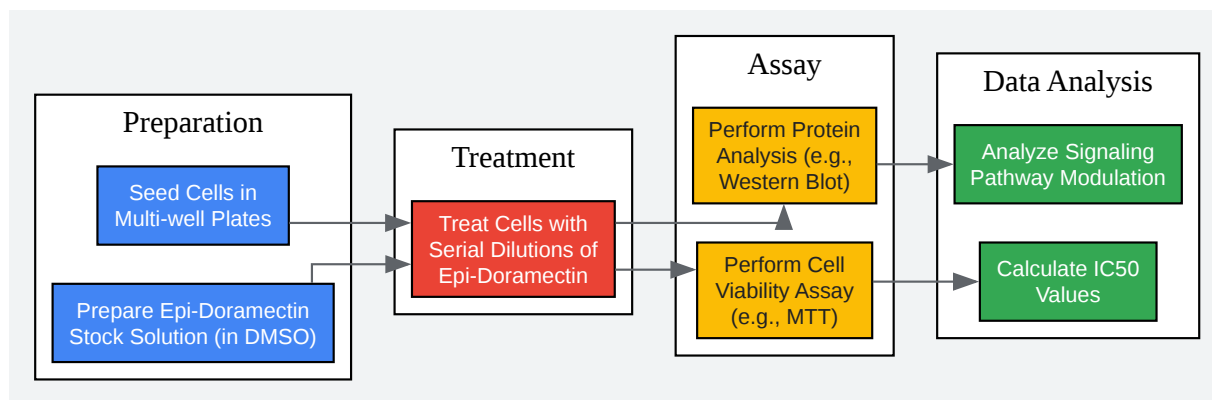 Preparation
Seed Cells in
Multi-well Plates
Prepare Epi-Doramectin
Stock Solution (in DMSO)
Treatment
Treat Cells with
Serial Dilutions of
Epi-Doramectin
Assay
Perform Protein
Analysis (e.g.,
Western Blot)
Perform Cell
Viability Assay
(e.g., MTT)
Data Analysis
Analyze Signaling
Pathway Modulation
Calculate IC50
Values